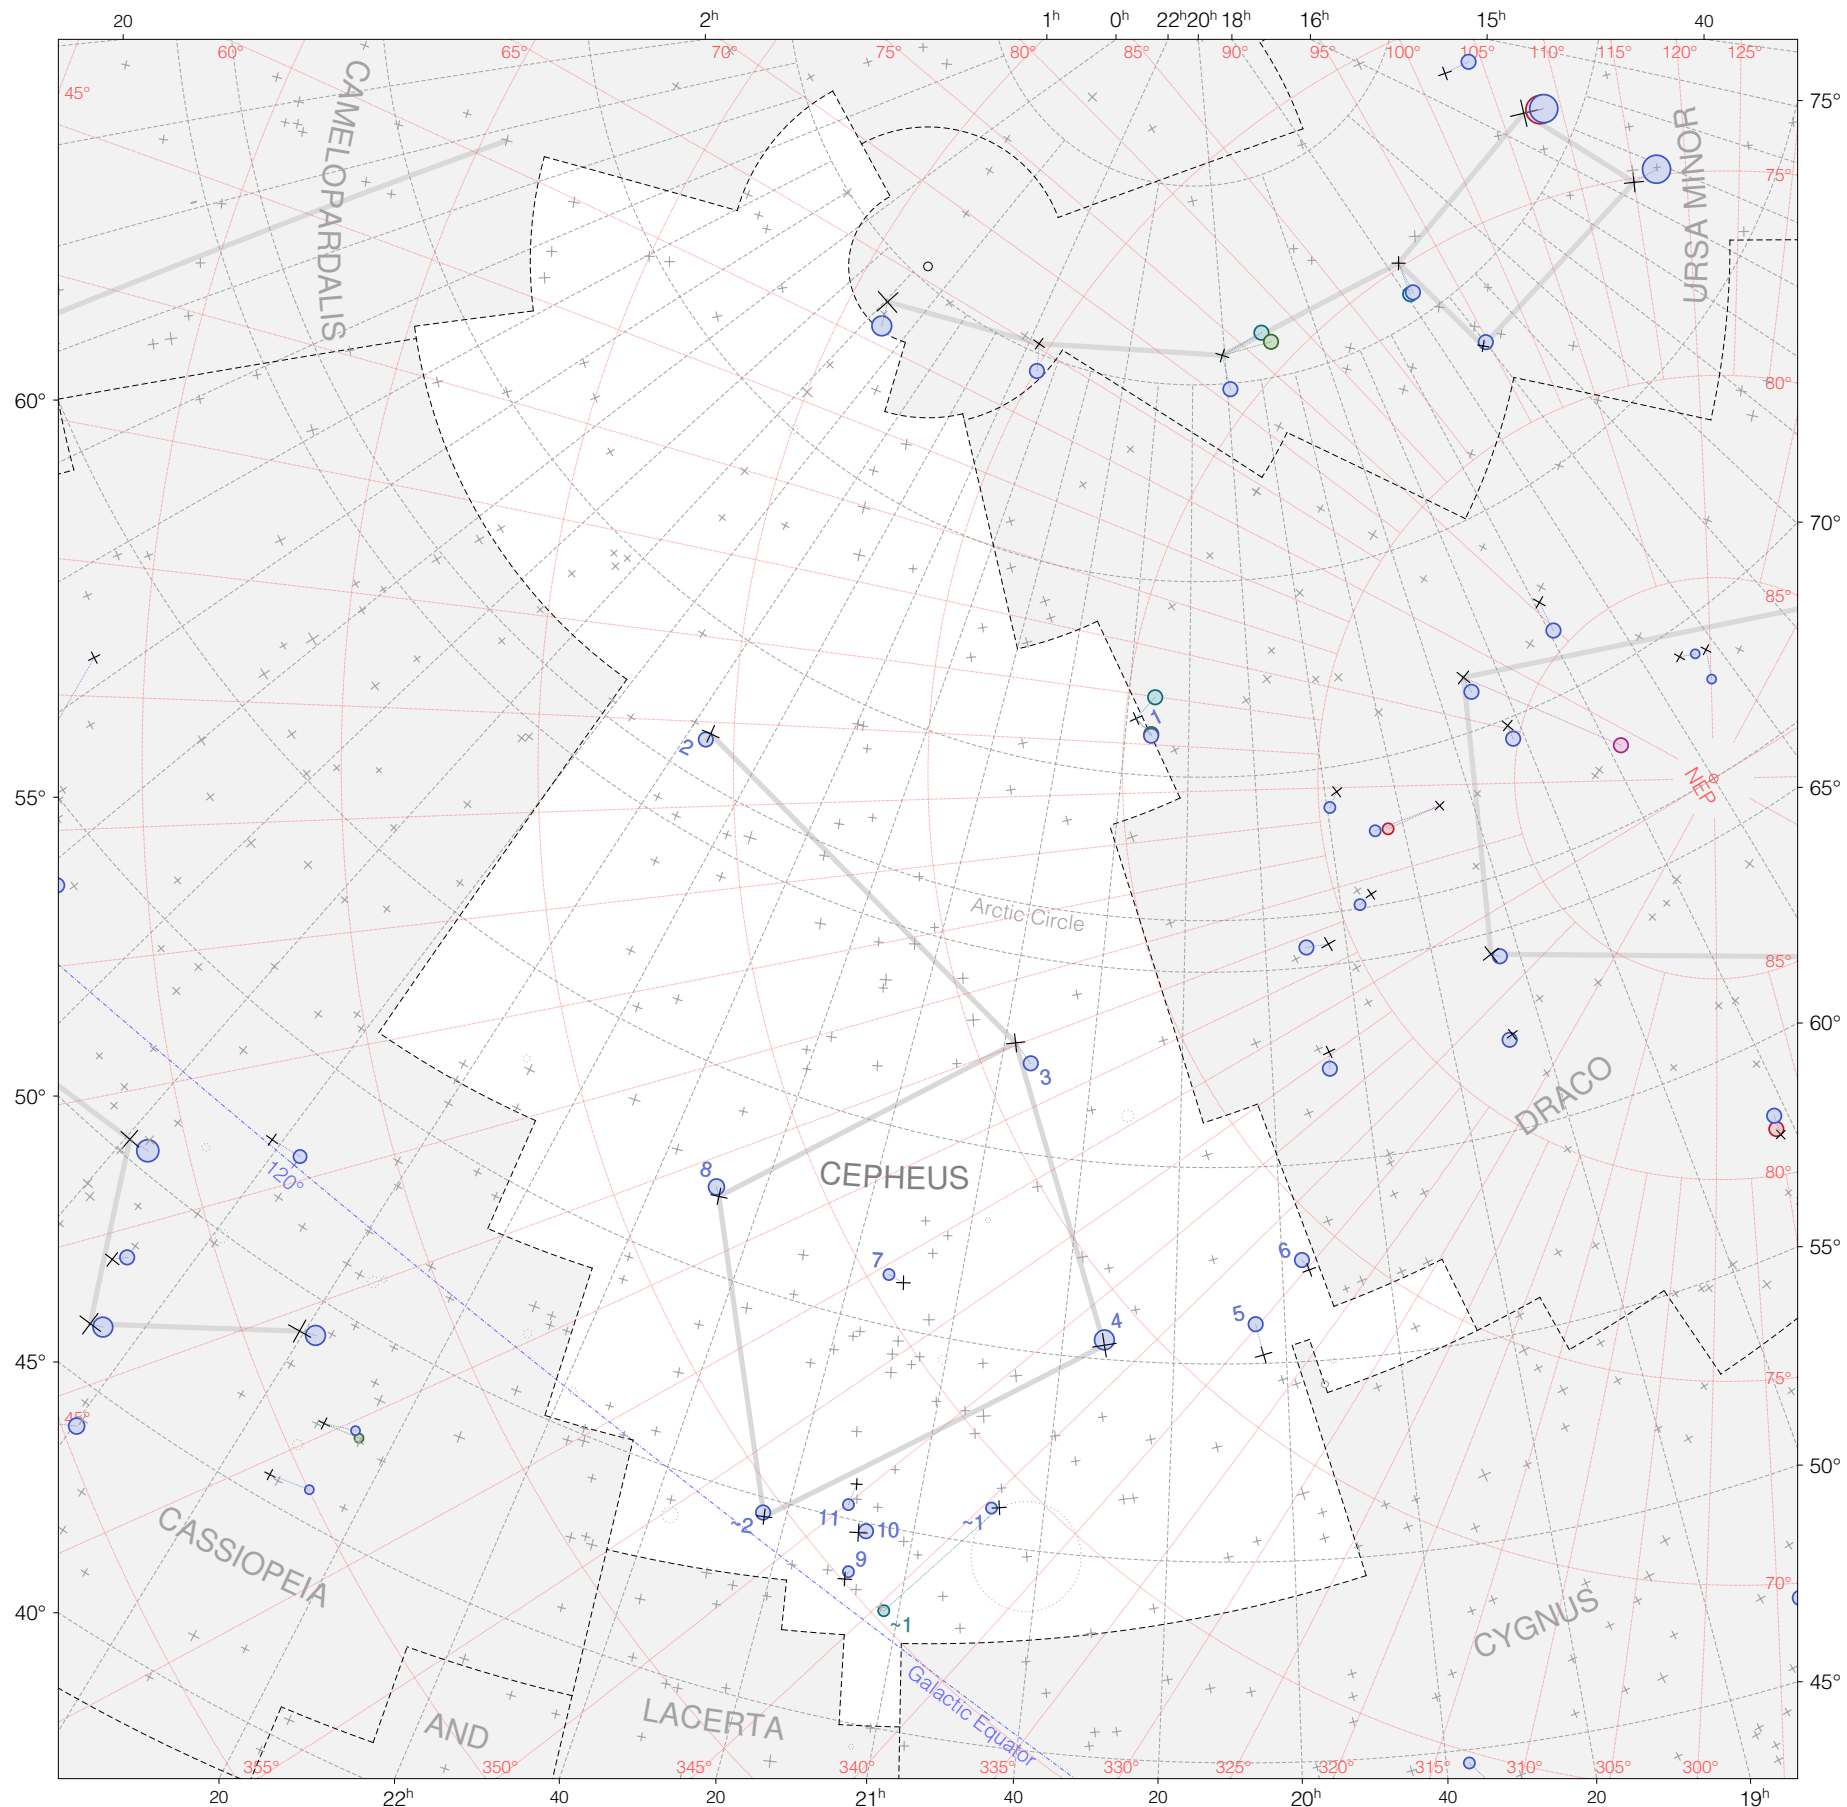 20 2h 1h 0h 22h 20h 18h 16h 15h 40
60° 65° 70° 75° 80° 85° 90° 95° 100° 105° 110° 115° 120° 125°
45°
75°
CAMELOPARDALIS
URSA MINOR
75°
80°
60°
70°
85°
1
2
55°
65°
NEP
Arctic Circle
85°
60°
3
50°
DRACO
8
CEPHEUS
120°
80°
7
6
55°
5
4
45°
75°
45°
50°
~2
11
10
~1
9
CASSIOPEIA
70°
40°
~1
CYGNUS
Galactic Equator
45°
LACERTA
AND
355° 350° 345° 340° 335° 330° 325° 320° 315° 310° 305° 300°
20 22h 40 20 21h 40 20 20h 40 20 19h